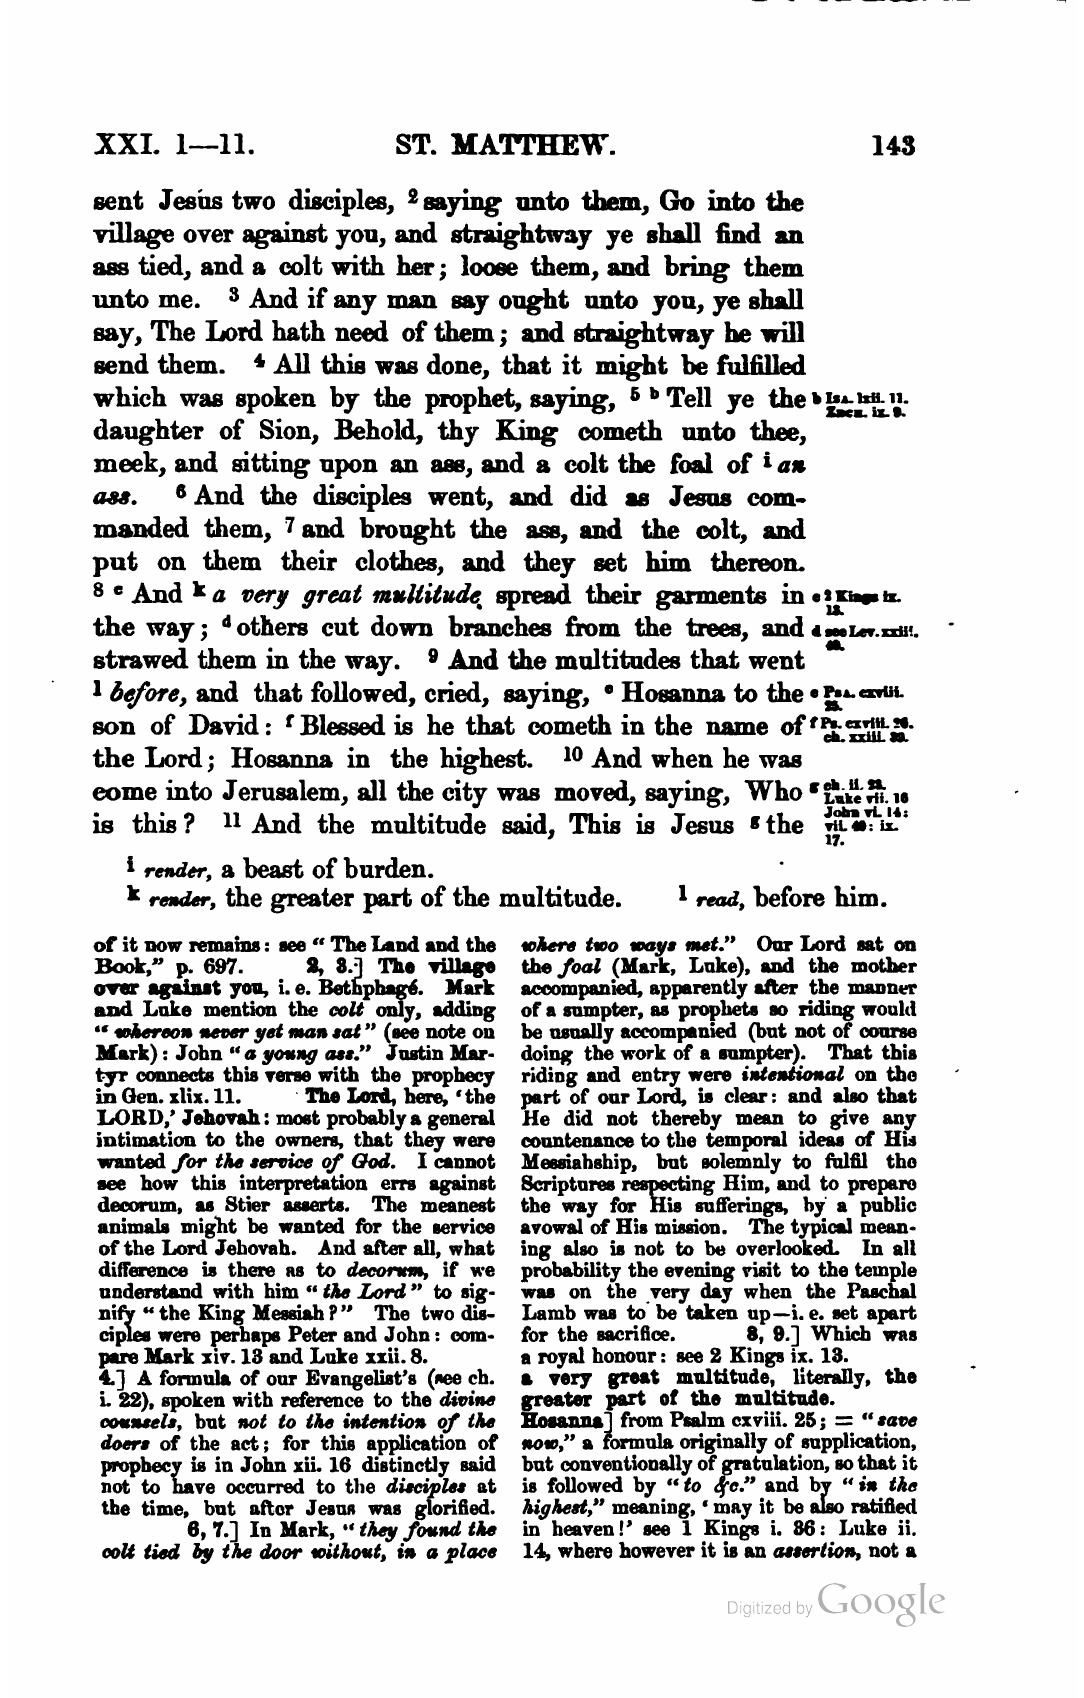 XXI. 1—11. ST. MATTHEW. 143
sent Jesus two disciples, 2 saying unto them, Go into the
village over against you, and straightway ye shall find an
ass tied, and a colt with her; loose them, and bring them
unto me. 3 And if any man say ought unto you, ye shall
say, The Lord hath need of them; and straightway he will
send them. 4 All this was done, that it might be fulfilled
which was spoken by the prophet, saying, 5 b Tell ye the
daughter of Sion, Behold, thy King cometh unto thee,
meek, and sitting upon an ass, and a colt the foal of i an
ass. 6 And the disciples went, and did as Jesus com-
manded them, 7 and brought the ass, and the colt, and
put on them their clothes, and they set him thereon.
8 c And k a very great multitude spread their garments in
the way; d others cut down branches from the trees, and
strawed them in the way. 9 And the multitudes that went
l before, and that followed, cried, saying, e Hosanna to the
son of David: f Blessed is he that cometh in the name of
the Lord; Hosanna in the highest. 10 And when he was
come into Jerusalem, all the city was moved, saying, Who
is this? 11 And the multitude said, This is Jesus g the
b Isa. lxii. 11.
Zech. ix. 9.
c 2 Kings ix.
13.
d see Lev. xxiii.
40.
e Psa. cxviii.
25.
f Ps. cxviii. 26.
ch. xxiii. 39.
g ch. ii. 23.
Luke vii. 16
John vi. 14:
vii. 40: ix.
17.
i render, a beast of burden.
k render, the greater part of the multitude. l read, before him.
of it now remains: see “The Land and the
Book,” p. 697. 2, 3.] The village
over against you, i. e. Bethphagé. Mark
and Luke mention the colt only, adding
“whereon never yet man sat” (see note on
Mark): John “a young ass.” Justin Mar-
tyr connects this verse with the prophecy
in Gen. xlix. 11. The Lord, here, ‘the
LORD,’ Jehovah: most probably a general
intimation to the owners, that they were
wanted for the service of God. I cannot
see how this interpretation errs against
decorum, as Stier asserts. The meanest
animals might be wanted for the service
of the Lord Jehovah. And after all, what
difference is there as to decorum, if we
understand with him “the Lord” to sig-
nify “the King Messiah?” The two dis-
ciples were perhaps Peter and John: com-
pare Mark xiv. 13 and Luke xxii. 8.
4.] A formula of our Evangelist’s (see ch.
i. 22), spoken with reference to the divine
counsels, but not to the intention of the
doers of the act; for this application of
prophecy is in John xii. 16 distinctly said
not to have occurred to the disciples at
the time, but after Jesus was glorified.
6, 7.] In Mark, “they found the
colt tied by the door without, in a place
where two ways met.” Our Lord sat on
the foal (Mark, Luke), and the mother
accompanied, apparently after the manner
of a sumpter, as prophets so riding would
be usually accompanied (but not of course
doing the work of a sumpter). That this
riding and entry were intentional on the
part of our Lord, is clear: and also that
He did not thereby mean to give any
countenance to the temporal ideas of His
Messiahship, but solemnly to fulfil the
Scriptures respecting Him, and to prepare
the way for His sufferings, by a public
avowal of His mission. The typical mean-
ing also is not to be overlooked. In all
probability the evening visit to the temple
was on the very day when the Paschal
Lamb was to be taken up—i. e. set apart
for the sacrifice. 8, 9.] Which was
a royal honour: see 2 Kings ix. 13.
a very great multitude, literally, the
greater part of the multitude.
Hosanna] from Psalm cxviii. 25; = “save
now,” a formula originally of supplication,
but conventionally of gratulation, so that it
is followed by “to &c.” and by “in the
highest,” meaning, ‘may it be also ratified
in heaven!’ see 1 Kings i. 36: Luke ii.
14, where however it is an assertion, not a
Digitized by Google